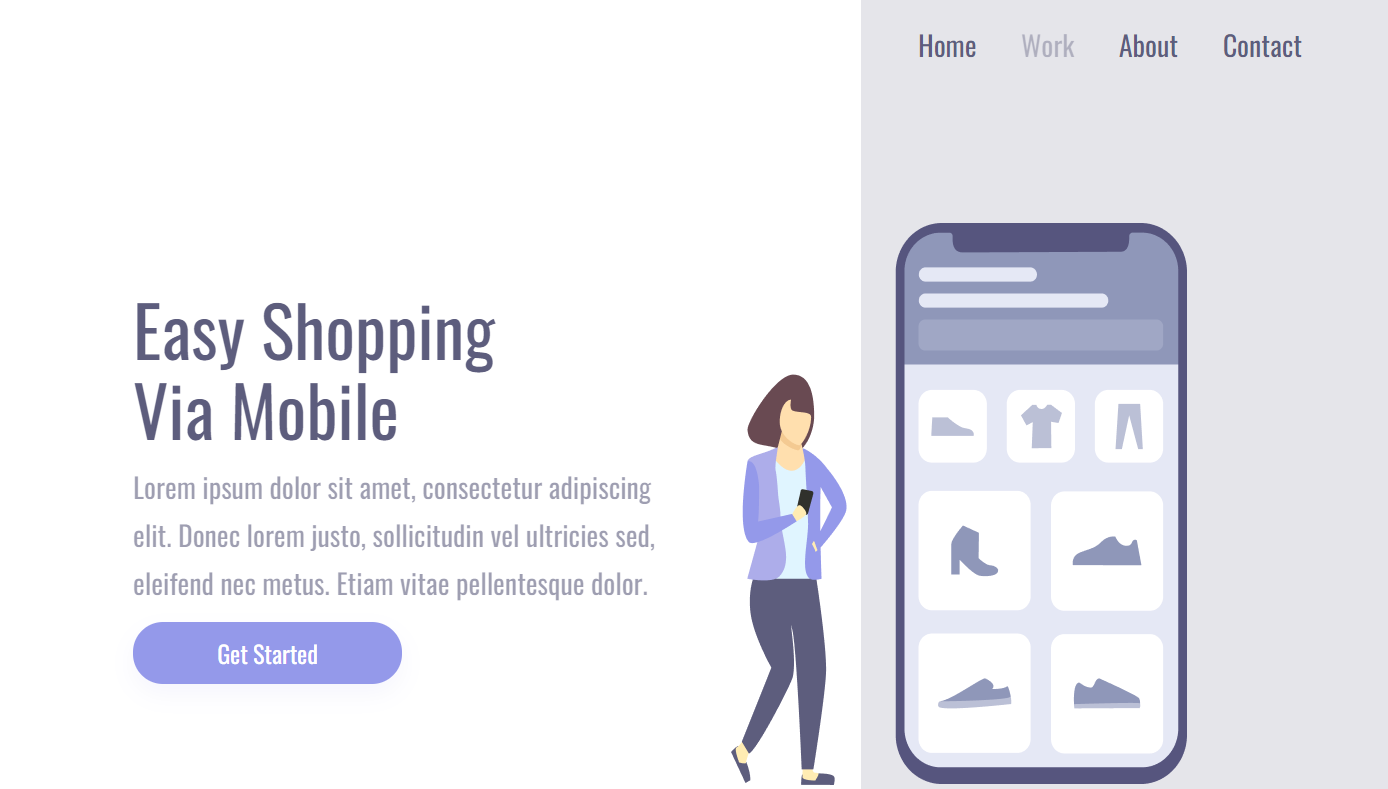 Home Work About Contact
Easy Shopping
Via Mobile
Lorem ipsum dolor sit amet, consectetur adipiscing
elit. Donec lorem justo, sollicitudin vel ultricies sed,
eleifend nec metus. Etiam vitae pellentesque dolor.
Get Started